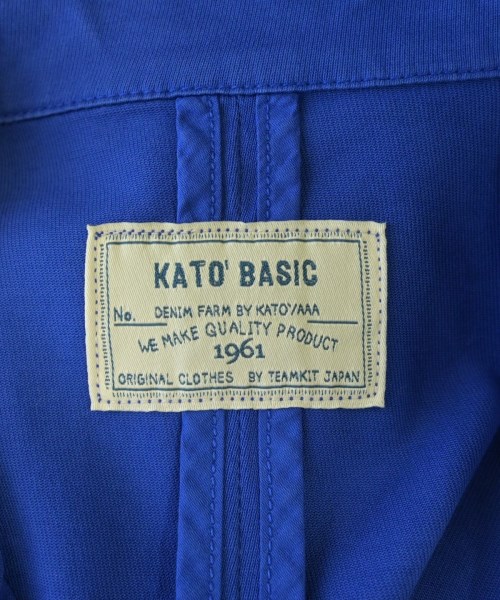 KATO' BASIC
No. DENIM FARM BY KATO'/AAA
WE MAKE QUALITY PRODUCT
1961
ORIGINAL CLOTHES BY TEAMKIT JAPAN